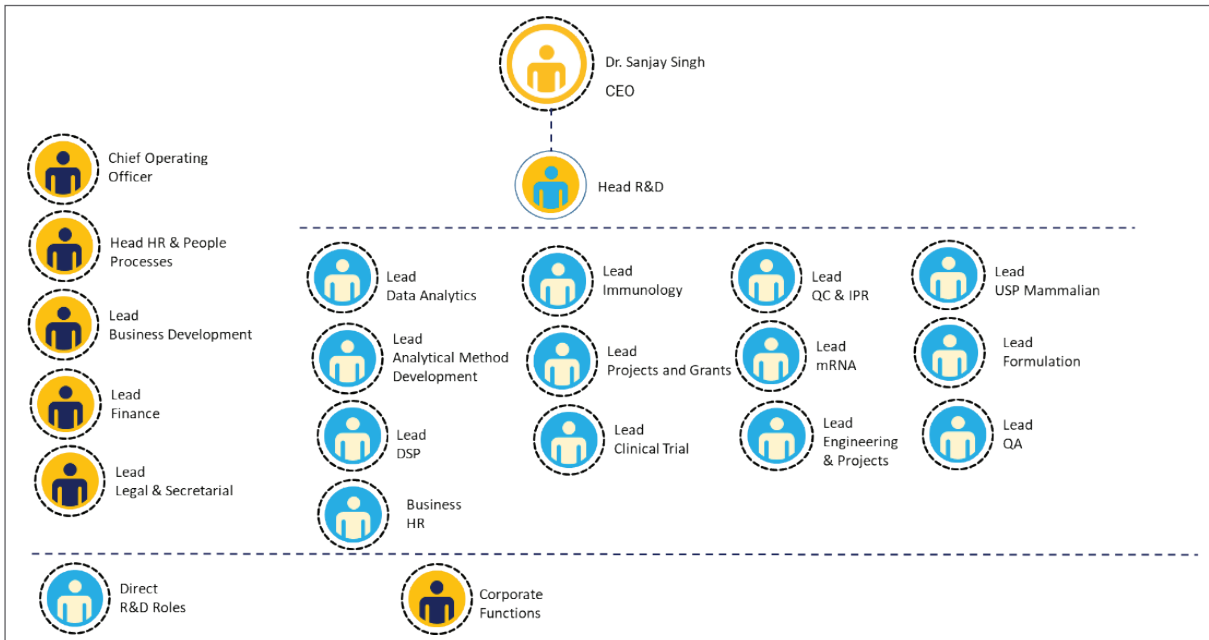 Dr. Sanjay Singh
CEO
Head R&D
Chief Operating
Officer
Head HR & People
Processes
Lead
Business Development
Lead
Finance
Lead
Legal & Secretarial
Lead
Data Analytics
Lead
Analytical Method
Development
Lead
DSP
Business
HR
Lead
Immunology
Lead
Projects and Grants
Lead
Clinical Trial
Lead
QC & IPR
Lead
mRNA
Lead
Engineering
& Projects
Lead
USP Mammalian
Lead
Formulation
Lead
QA
Direct
R&D Roles
Corporate
Functions